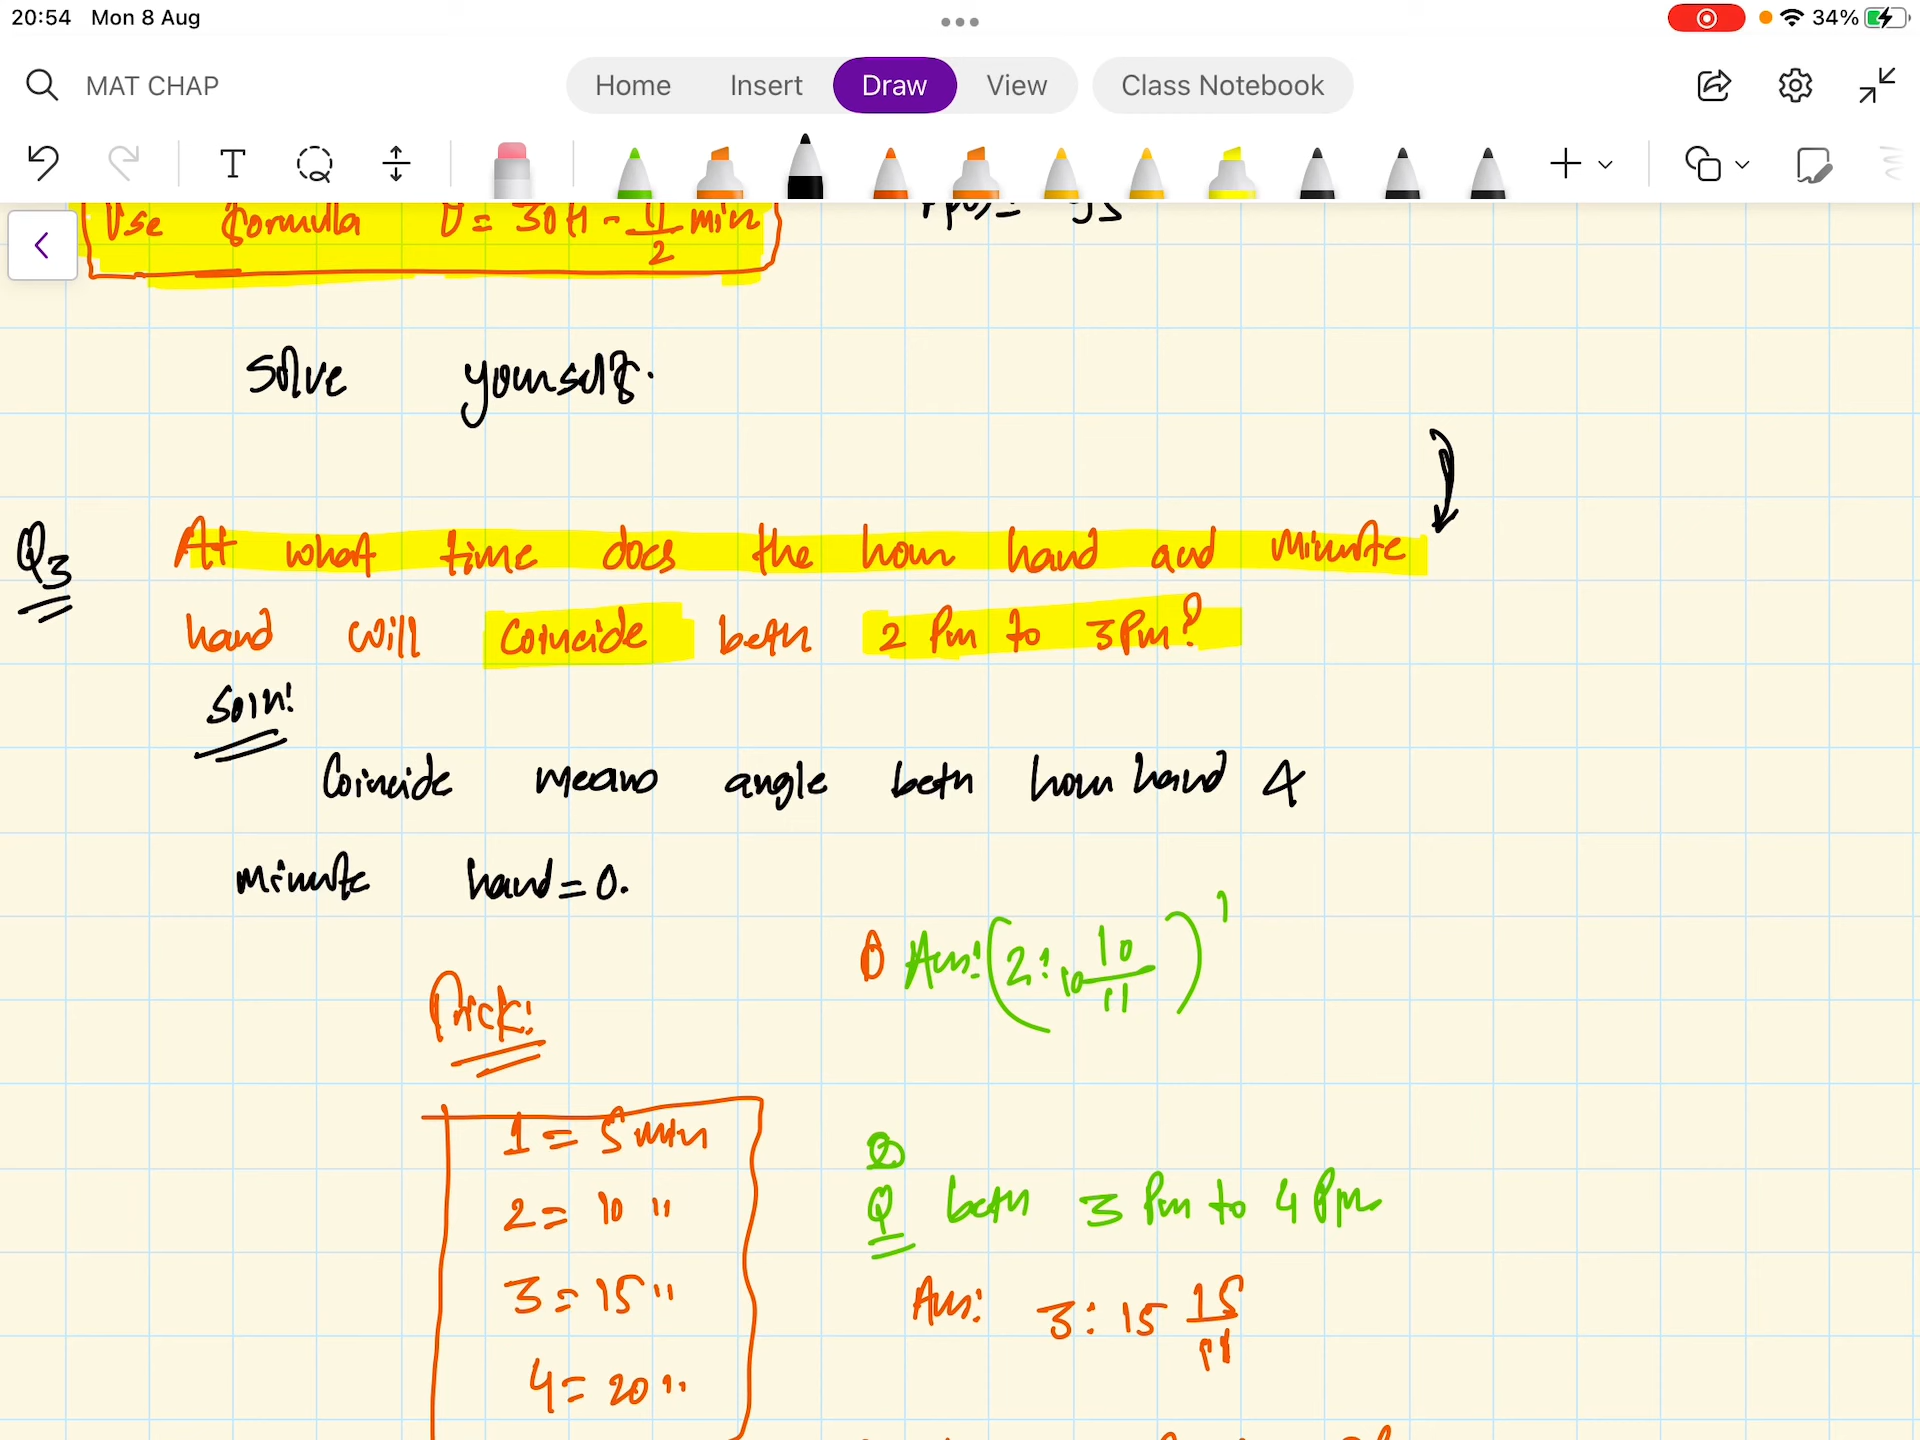 20:54 Mon 8 Aug
34%
MAT CHAP
Home Insert Draw View Class Notebook
T
Use formula θ = 30H - 11/2 min
Solve yourself.
Q3 At what time does the hour hand and minute
hand will coincide betn 2 Pm to 3 Pm?
Soln:
Coincide means angle betn hour hand &
minute hand = 0.
① Ans: (2: 10 10/11)'
Trick:
1 = 5 min
2 = 10 "
3 = 15 "
4 = 20 "
②
Q betn 3 Pm to 4 Pm
Ans: 3: 15 15/11